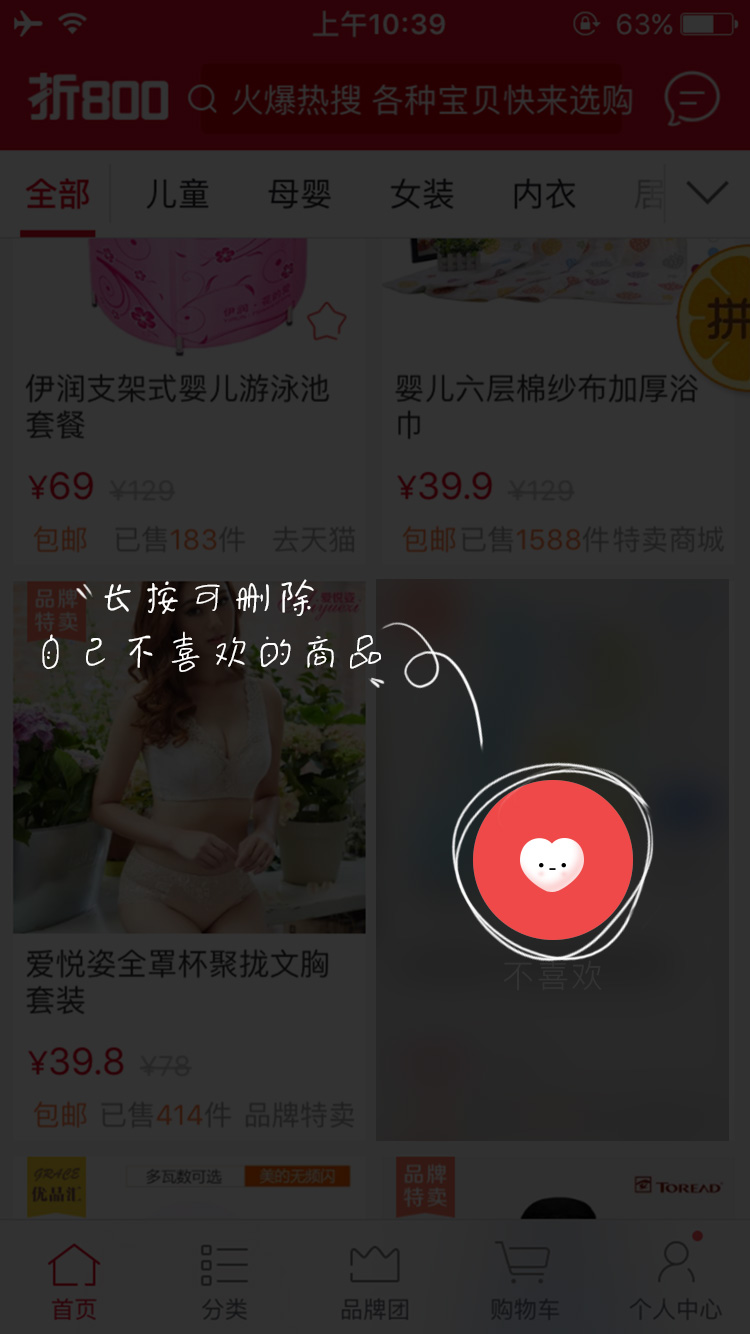 上午10:39
63%
折800
火爆热搜 各种宝贝快来选购
全部 儿童 母婴 女装 内衣 居
拼
伊润支架式婴儿游泳池
套餐
¥69 ¥129
包邮 已售183件 去天猫
婴儿六层棉纱布加厚浴
巾
¥39.9 ¥129
包邮 已售1588件 特卖商城
品牌
特卖
爱悦姿
“长按可删除
自己不喜欢的商品”
不喜欢
爱悦姿全罩杯聚拢文胸
套装
¥39.8 ¥78
包邮 已售414件 品牌特卖
GRACE
优品汇
多瓦数可选 美的无频闪
品牌
特卖
TOREAD
首页 分类 品牌团 购物车 个人中心